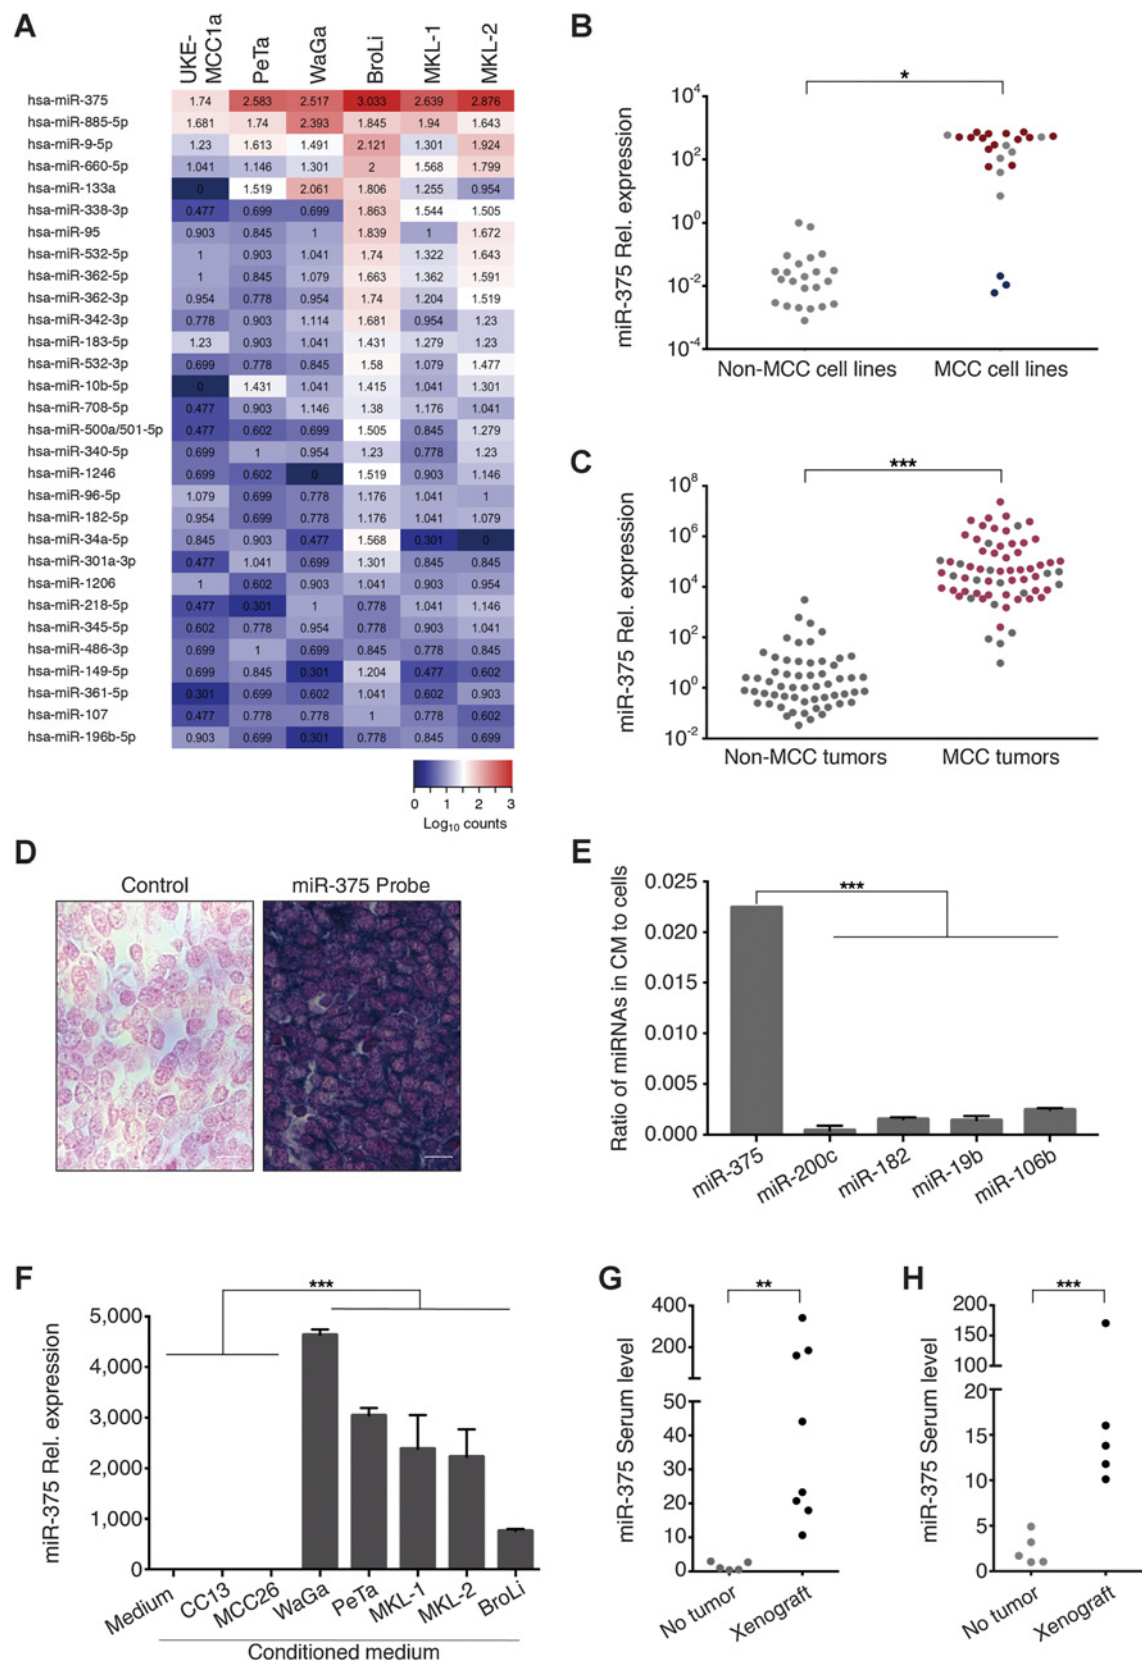 A
UKE-MCC1a PeTa WaGa BroLi MKL-1 MKL-2
hsa-miR-375 1.74 2.583 2.517 3.033 2.639 2.876
hsa-miR-885-5p 1.681 1.74 2.393 1.845 1.94 1.643
hsa-miR-9-5p 1.23 1.613 1.491 2.121 1.301 1.924
hsa-miR-660-5p 1.041 1.146 1.301 2 1.568 1.799
hsa-miR-133a 0 1.519 2.061 1.806 1.255 0.954
hsa-miR-338-3p 0.477 0.699 0.699 1.863 1.544 1.505
hsa-miR-95 0.903 0.845 1 1.839 1 1.672
hsa-miR-532-5p 1 0.903 1.041 1.74 1.322 1.643
hsa-miR-362-5p 1 0.845 1.079 1.663 1.362 1.591
hsa-miR-362-3p 0.954 0.778 0.954 1.74 1.204 1.519
hsa-miR-342-3p 0.778 0.903 1.114 1.681 0.954 1.23
hsa-miR-183-5p 1.23 0.903 1.041 1.431 1.279 1.23
hsa-miR-532-3p 0.699 0.778 0.845 1.58 1.079 1.477
hsa-miR-10b-5p 0 1.431 1.041 1.415 1.041 1.301
hsa-miR-708-5p 0.477 0.903 1.146 1.38 1.176 1.041
hsa-miR-500a/501-5p 0.477 0.602 0.699 1.505 0.845 1.279
hsa-miR-340-5p 0.699 1 0.954 1.23 0.778 1.23
hsa-miR-1246 0.699 0.602 0 1.519 0.903 1.146
hsa-miR-96-5p 1.079 0.699 0.778 1.176 1.041 1
hsa-miR-182-5p 0.954 0.699 0.778 1.176 1.041 1.079
hsa-miR-34a-5p 0.845 0.903 0.477 1.568 0.301 0
hsa-miR-301a-3p 0.477 1.041 0.699 1.301 0.845 0.845
hsa-miR-1206 1 0.602 0.903 1.041 0.903 0.954
hsa-miR-218-5p 0.477 0.301 1 0.778 1.041 1.146
hsa-miR-345-5p 0.602 0.778 0.954 0.778 0.903 1.041
hsa-miR-486-3p 0.699 1 0.699 0.845 0.778 0.845
hsa-miR-149-5p 0.699 0.845 0.301 1.204 0.477 0.602
hsa-miR-361-5p 0.301 0.699 0.602 1.041 0.602 0.903
hsa-miR-107 0.477 0.778 0.778 1 0.778 0.602
hsa-miR-196b-5p 0.903 0.699 0.301 0.778 0.845 0.699
0 1 2 3
Log10 counts
B
*
miR-375 Rel. expression
10^4
10^2
10^0
10^-2
10^-4
Non-MCC cell lines MCC cell lines
C
***
miR-375 Rel. expression
10^8
10^6
10^4
10^2
10^0
10^-2
Non-MCC tumors MCC tumors
D
Control miR-375 Probe
E
***
Ratio of miRNAs in CM to cells
0.025
0.020
0.015
0.010
0.005
0.000
miR-375 miR-200c miR-182 miR-19b miR-106b
F
***
miR-375 Rel. expression
5,000
4,000
3,000
2,000
1,000
0
Medium CC13 MCC26 WaGa PeTa MKL-1 MKL-2 BroLi
Conditioned medium
G
**
miR-375 Serum level
400
200
50
40
30
20
10
0
No tumor Xenograft
H
***
miR-375 Serum level
200
150
100
20
15
10
5
0
No tumor Xenograft